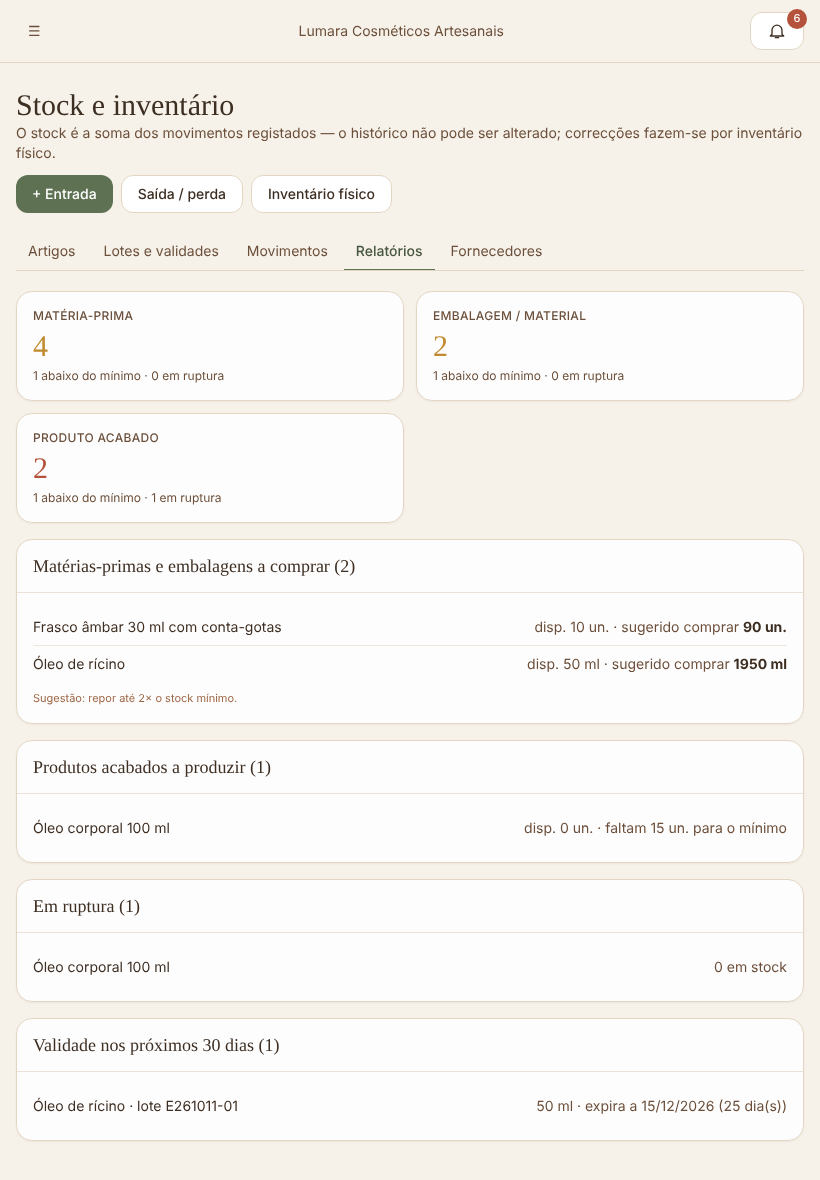 ☰
Lumara Cosméticos Artesanais
6
Stock e inventário
O stock é a soma dos movimentos registados — o histórico não pode ser alterado; correcções fazem-se por inventário
físico.
+ Entrada
Saída / perda
Inventário físico
Artigos
Lotes e validades
Movimentos
Relatórios
Fornecedores
MATÉRIA-PRIMA
4
1 abaixo do mínimo · 0 em ruptura
EMBALAGEM / MATERIAL
2
1 abaixo do mínimo · 0 em ruptura
PRODUTO ACABADO
2
1 abaixo do mínimo · 1 em ruptura
Matérias-primas e embalagens a comprar (2)
Frasco âmbar 30 ml com conta-gotas
disp. 10 un. · sugerido comprar 90 un.
Óleo de rícino
disp. 50 ml · sugerido comprar 1950 ml
Sugestão: repor até 2× o stock mínimo.
Produtos acabados a produzir (1)
Óleo corporal 100 ml
disp. 0 un. · faltam 15 un. para o mínimo
Em ruptura (1)
Óleo corporal 100 ml
0 em stock
Validade nos próximos 30 dias (1)
Óleo de rícino · lote E261011-01
50 ml · expira a 15/12/2026 (25 dia(s))